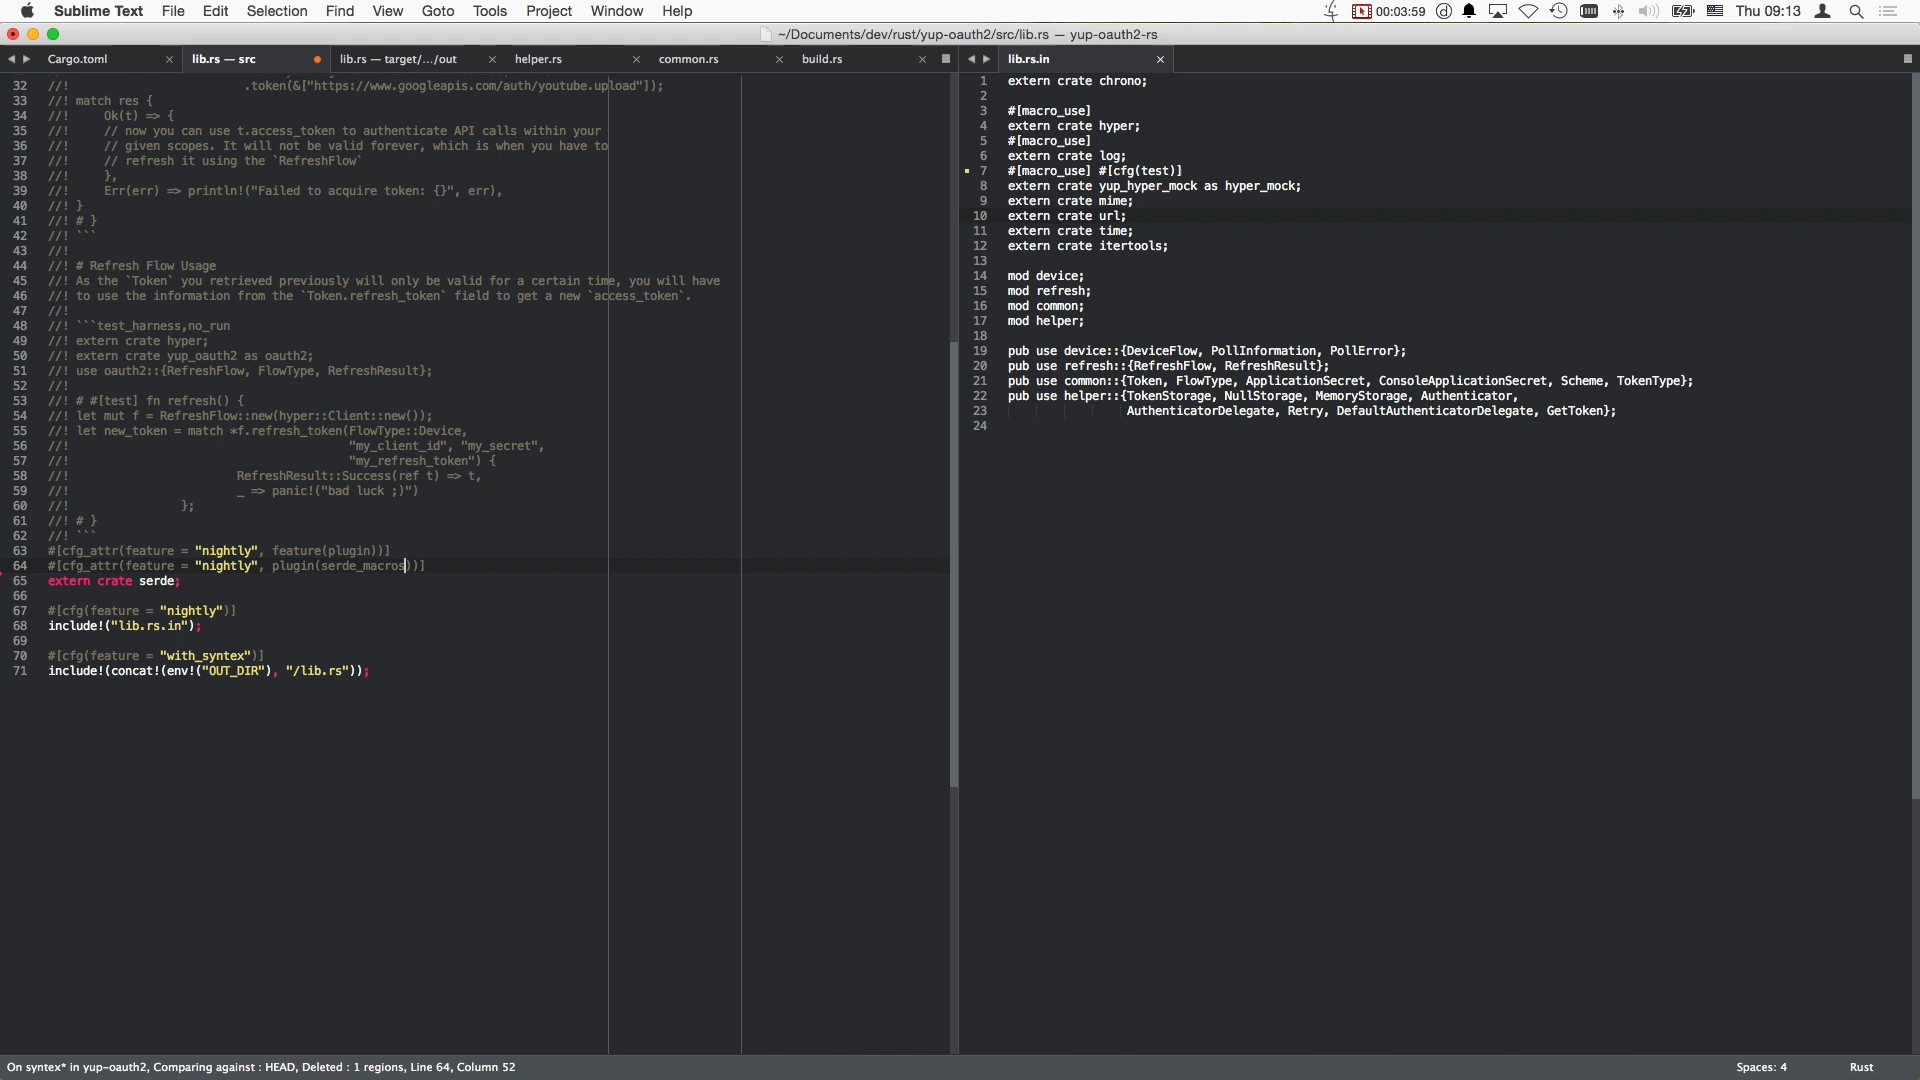 Sublime Text File Edit Selection Find View Goto Tools Project Window Help 00:03:59 Thu 09:13
~/Documents/dev/rust/yup-oauth2/src/lib.rs — yup-oauth2-rs
Cargo.toml lib.rs — src lib.rs — target/.../out helper.rs common.rs build.rs
32 //!                         .token(&["https://www.googleapis.com/auth/youtube.upload"]);
33 //! match res {
34 //!     Ok(t) => {
35 //!     // now you can use t.access_token to authenticate API calls within your
36 //!     // given scopes. It will not be valid forever, which is when you have to
37 //!     // refresh it using the `RefreshFlow`
38 //!     },
39 //!     Err(err) => println!("Failed to acquire token: {}", err),
40 //! }
41 //! # }
42 //! ```
43 //!
44 //! # Refresh Flow Usage
45 //! As the `Token` you retrieved previously will only be valid for a certain time, you will have
46 //! to use the information from the `Token.refresh_token` field to get a new `access_token`.
47 //!
48 //! ```test_harness,no_run
49 //! extern crate hyper;
50 //! extern crate yup_oauth2 as oauth2;
51 //! use oauth2::{RefreshFlow, FlowType, RefreshResult};
52 //!
53 //! # #[test] fn refresh() {
54 //! let mut f = RefreshFlow::new(hyper::Client::new());
55 //! let new_token = match *f.refresh_token(FlowType::Device,
56 //!                                        "my_client_id", "my_secret",
57 //!                                        "my_refresh_token") {
58 //!                        RefreshResult::Success(ref t) => t,
59 //!                        _ => panic!("bad luck ;)")
60 //!                };
61 //! # }
62 //! ```
63 #[cfg_attr(feature = "nightly", feature(plugin))]
64 #[cfg_attr(feature = "nightly", plugin(serde_macros))]
65 extern crate serde;
66
67 #[cfg(feature = "nightly")]
68 include!("lib.rs.in");
69
70 #[cfg(feature = "with_syntex")]
71 include!(concat!(env!("OUT_DIR"), "/lib.rs"));
lib.rs.in
1 extern crate chrono;
2
3 #[macro_use]
4 extern crate hyper;
5 #[macro_use]
6 extern crate log;
7 #[macro_use] #[cfg(test)]
8 extern crate yup_hyper_mock as hyper_mock;
9 extern crate mime;
10 extern crate url;
11 extern crate time;
12 extern crate itertools;
13
14 mod device;
15 mod refresh;
16 mod common;
17 mod helper;
18
19 pub use device::{DeviceFlow, PollInformation, PollError};
20 pub use refresh::{RefreshFlow, RefreshResult};
21 pub use common::{Token, FlowType, ApplicationSecret, ConsoleApplicationSecret, Scheme, TokenType};
22 pub use helper::{TokenStorage, NullStorage, MemoryStorage, Authenticator,
23                  AuthenticatorDelegate, Retry, DefaultAuthenticatorDelegate, GetToken};
24
On syntex* in yup-oauth2, Comparing against : HEAD, Deleted : 1 regions, Line 64, Column 52 Spaces: 4 Rust